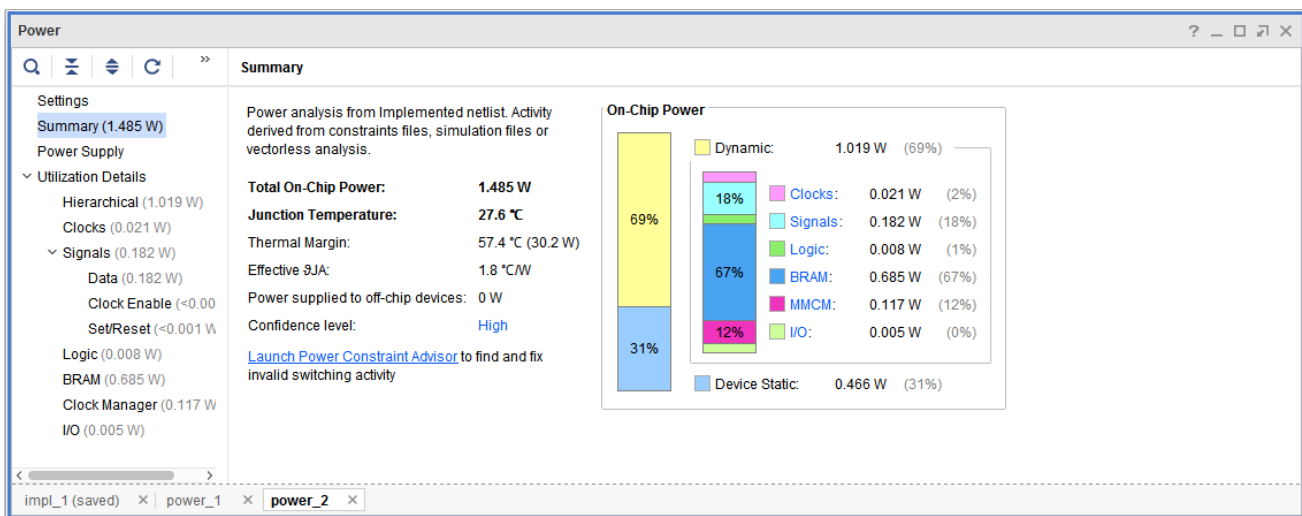 Power
? _ □ ↗ ×
»
Summary
Settings
Summary (1.485 W)
Power Supply
Utilization Details
Hierarchical (1.019 W)
Clocks (0.021 W)
Signals (0.182 W)
Data (0.182 W)
Clock Enable (<0.00
Set/Reset (<0.001 W
Logic (0.008 W)
BRAM (0.685 W)
Clock Manager (0.117 W
I/O (0.005 W)
Power analysis from Implemented netlist. Activity
derived from constraints files, simulation files or
vectorless analysis.
Total On-Chip Power: 1.485 W
Junction Temperature: 27.6 °C
Thermal Margin: 57.4 °C (30.2 W)
Effective ϑJA: 1.8 °C/W
Power supplied to off-chip devices: 0 W
Confidence level: High
Launch Power Constraint Advisor to find and fix
invalid switching activity
On-Chip Power
69%
31%
Dynamic: 1.019 W (69%)
18%
67%
12%
Clocks: 0.021 W (2%)
Signals: 0.182 W (18%)
Logic: 0.008 W (1%)
BRAM: 0.685 W (67%)
MMCM: 0.117 W (12%)
I/O: 0.005 W (0%)
Device Static: 0.466 W (31%)
impl_1 (saved) × power_1 × power_2 ×